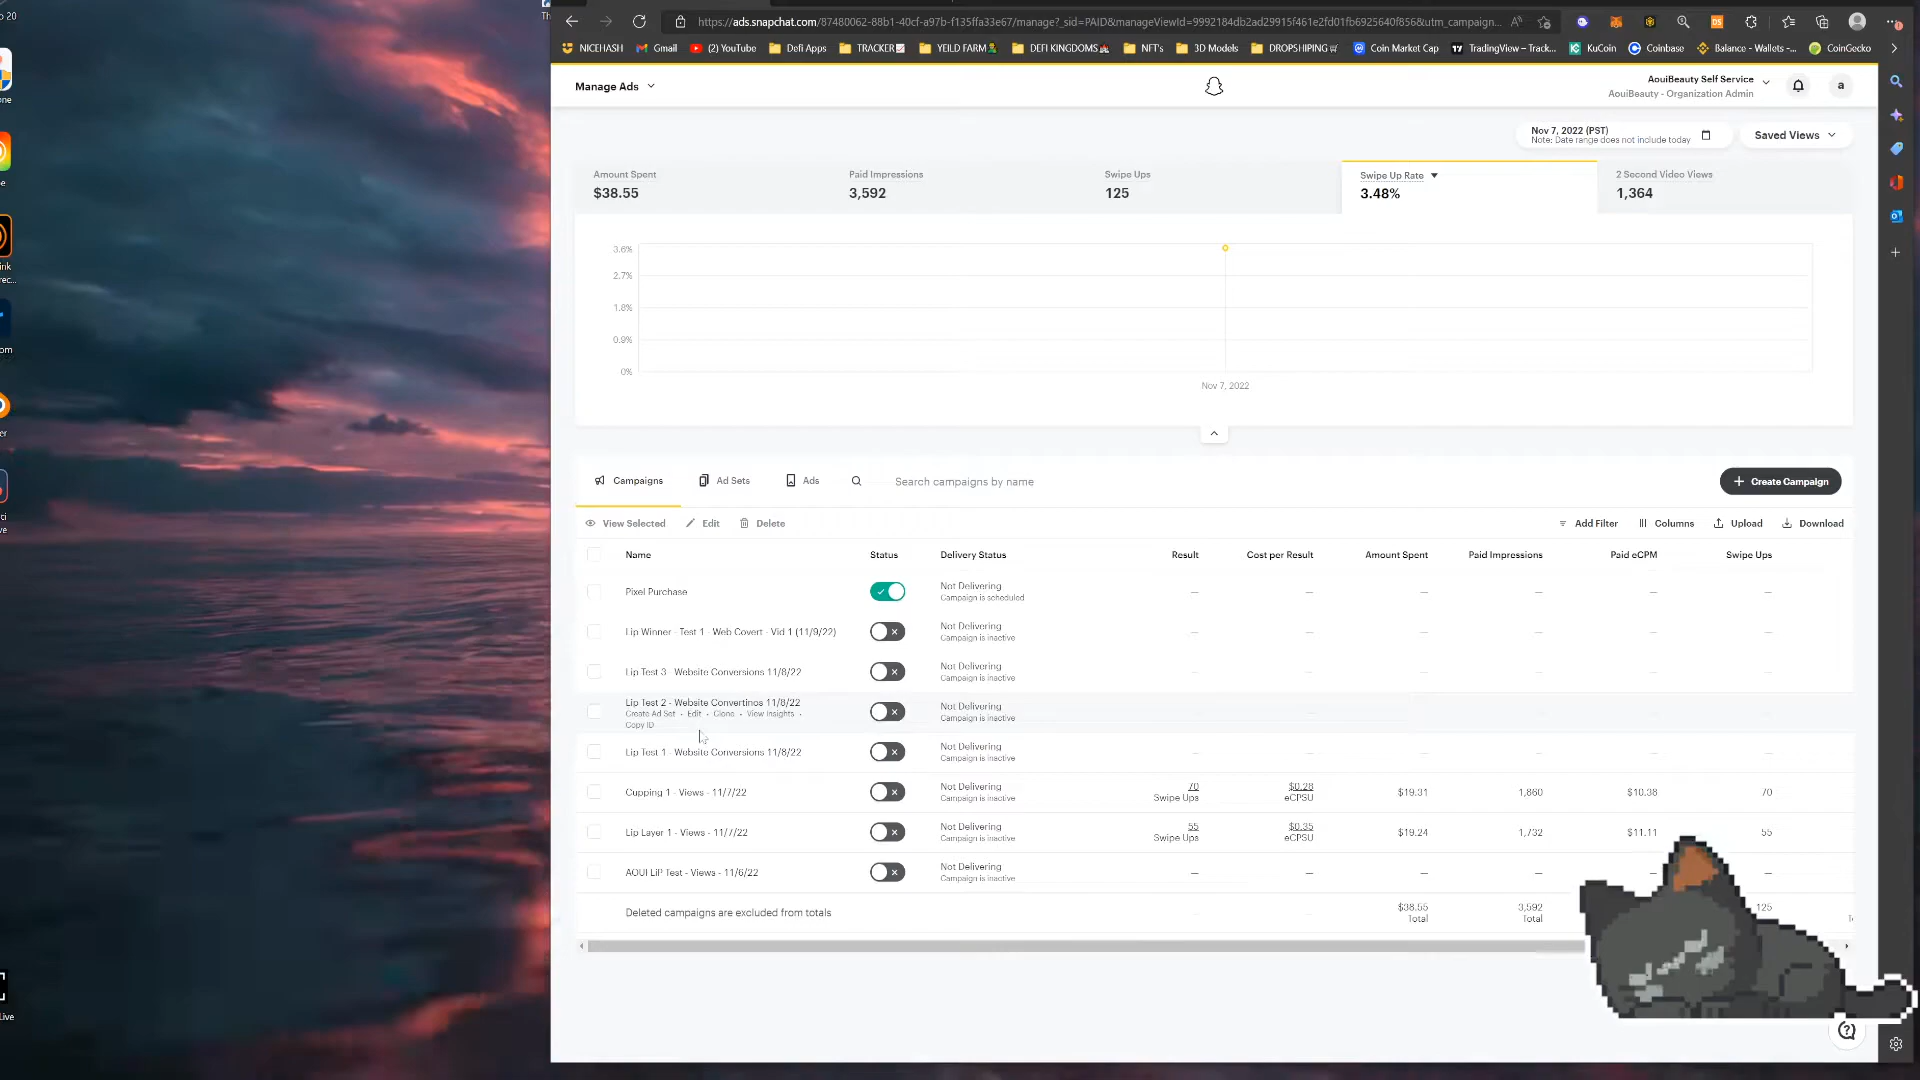 20
https://ads.snapchat.com/87480062-88b1-40cf-a97b-f135ffa33e67/manage?_sid=PAID&manageViewId=9992184db2ad29915f461e2fd01fb6925640f856&utm_campaign...
NICEHASH
Gmail
(2) YouTube
Defi Apps
TRACKER
YEILD FARM
DEFI KINGDOMS
NFT's
3D Models
DROPSHIPING
Coin Market Cap
TradingView – Track...
KuCoin
Coinbase
Balance - Wallets -...
CoinGecko
Manage Ads
AouiBeauty Self Service
AouiBeauty - Organization Admin
a
Nov 7, 2022 (PST)
Note: Date range does not include today
Saved Views
Amount Spent
$38.55
Paid Impressions
3,592
Swipe Ups
125
Swipe Up Rate
3.48%
2 Second Video Views
1,364
3.6%
2.7%
1.8%
0.9%
0%
Nov 7, 2022
Campaigns
Ad Sets
Ads
Search campaigns by name
Create Campaign
View Selected
Edit
Delete
Add Filter
Columns
Upload
Download
Name Status Delivery Status Result Cost per Result Amount Spent Paid Impressions Paid eCPM Swipe Ups
Pixel Purchase Not Delivering — — — — — —
Campaign is scheduled
Lip Winner - Test 1 - Web Covert - Vid 1 (11/9/22) Not Delivering — — — — — —
Campaign is inactive
Lip Test 3 - Website Conversions 11/8/22 Not Delivering — — — — — —
Campaign is inactive
Lip Test 2 - Website Convertinos 11/8/22 Not Delivering — — — — — —
Create Ad Set • Edit • Clone • View Insights •
Copy ID
Campaign is inactive
Lip Test 1 - Website Conversions 11/8/22 Not Delivering — — — — — —
Campaign is inactive
Cupping 1 - Views - 11/7/22 Not Delivering 70 $0.28 $19.31 1,860 $10.38 70
Campaign is inactive Swipe Ups eCPSU
Lip Layer 1 - Views - 11/7/22 Not Delivering 55 $0.35 $19.24 1,732 $11.11 55
Campaign is inactive Swipe Ups eCPSU
AOUI LiP Test - Views - 11/6/22 Not Delivering — — — —
Campaign is inactive
Deleted campaigns are excluded from totals $38.55 3,592 125
Total Total